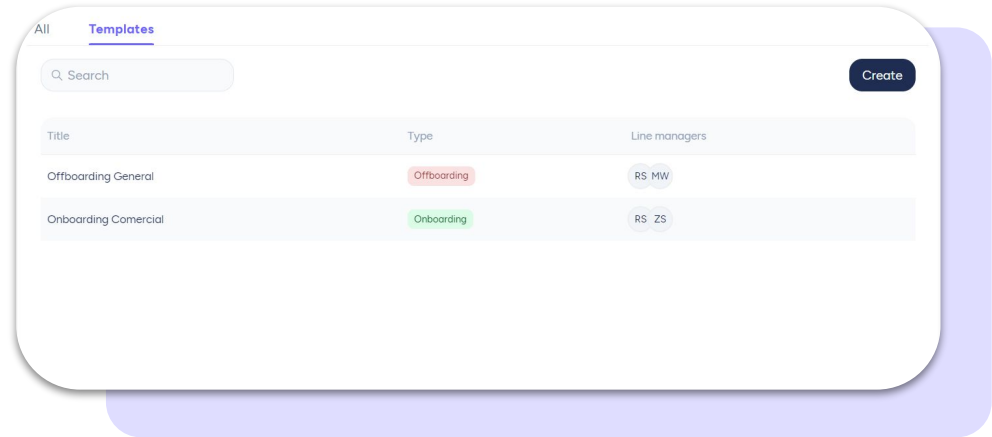 All Templates
Search Create
Title Type Line managers
Offboarding General Offboarding RS MW
Onboarding Comercial Onboarding RS ZS